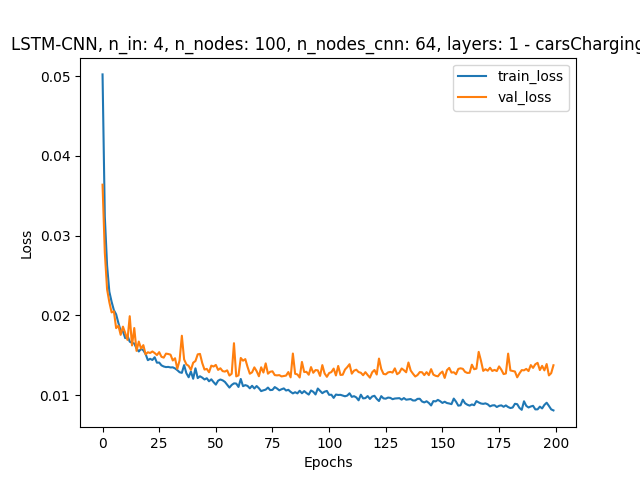 LSTM-CNN, n_in: 4, n_nodes: 100, n_nodes_cnn: 64, layers: 1 - carsCharging
train_loss
val_loss
0.05
0.04
0.03
0.02
0.01
Loss
0 25 50 75 100 125 150 175 200
Epochs